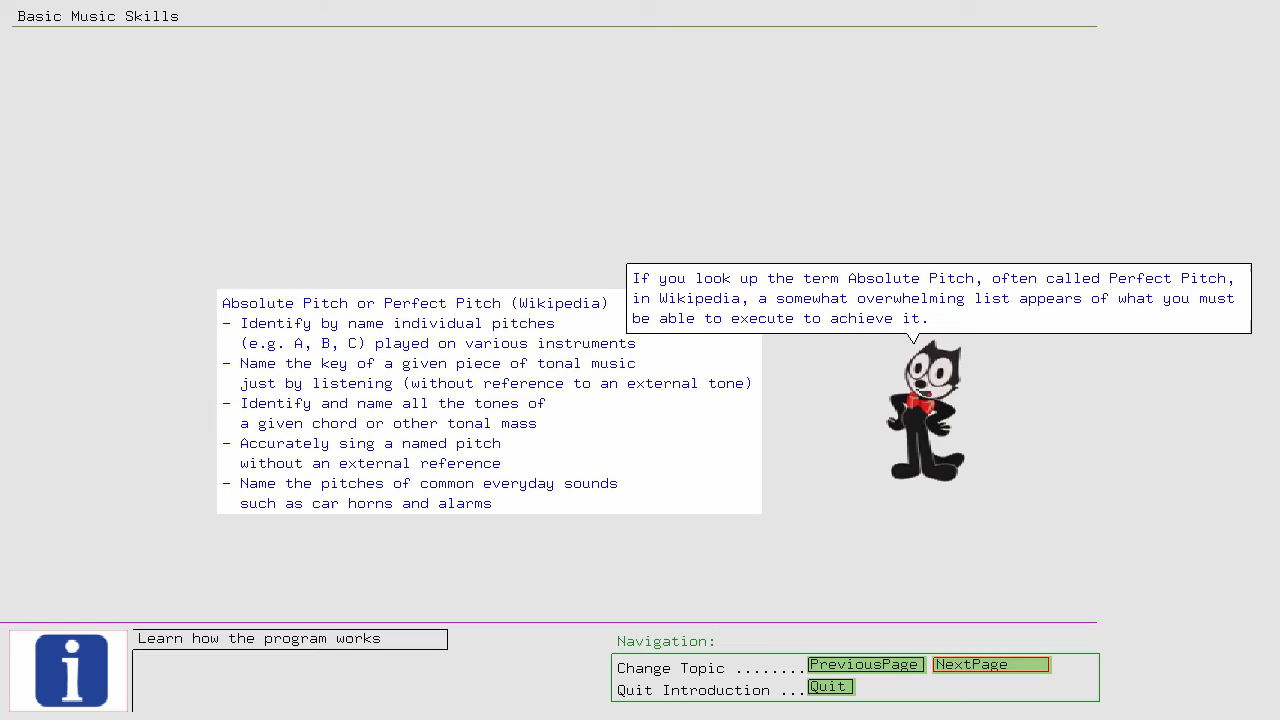 Basic Music Skills
If you look up the term Absolute Pitch, often called Perfect Pitch,
in Wikipedia, a somewhat overwhelming list appears of what you must
be able to execute to achieve it.
Absolute Pitch or Perfect Pitch (Wikipedia)
- Identify by name individual pitches
(e.g. A, B, C) played on various instruments
- Name the key of a given piece of tonal music
just by listening (without reference to an external tone)
- Identify and name all the tones of
a given chord or other tonal mass
- Accurately sing a named pitch
without an external reference
- Name the pitches of common everyday sounds
such as car horns and alarms
i
Learn how the program works
Navigation:
Change Topic ........PreviousPage NextPage
Quit Introduction ...Quit